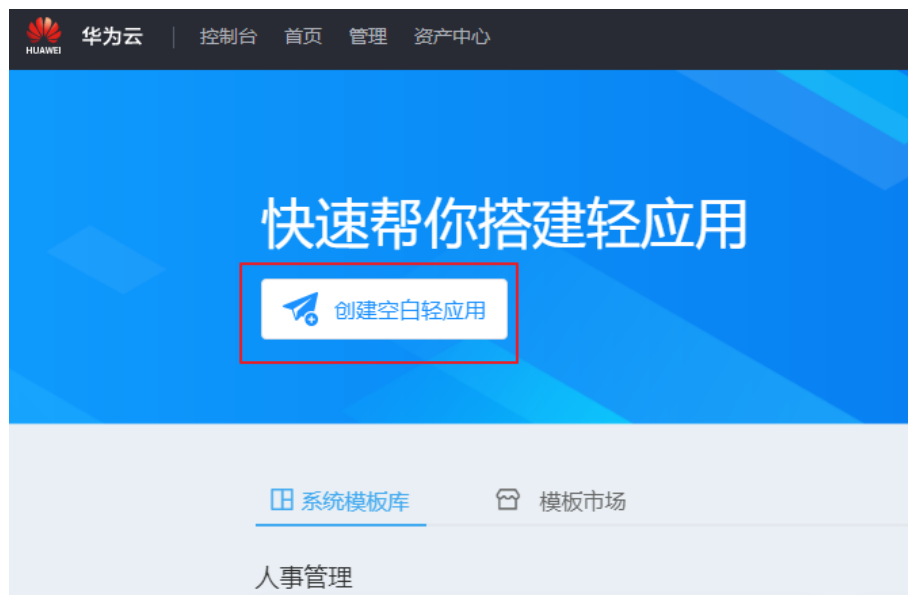 HUAWEI 华为云 控制台 首页 管理 资产中心
快速帮你搭建轻应用
创建空白轻应用
系统模板库 模板市场
人事管理